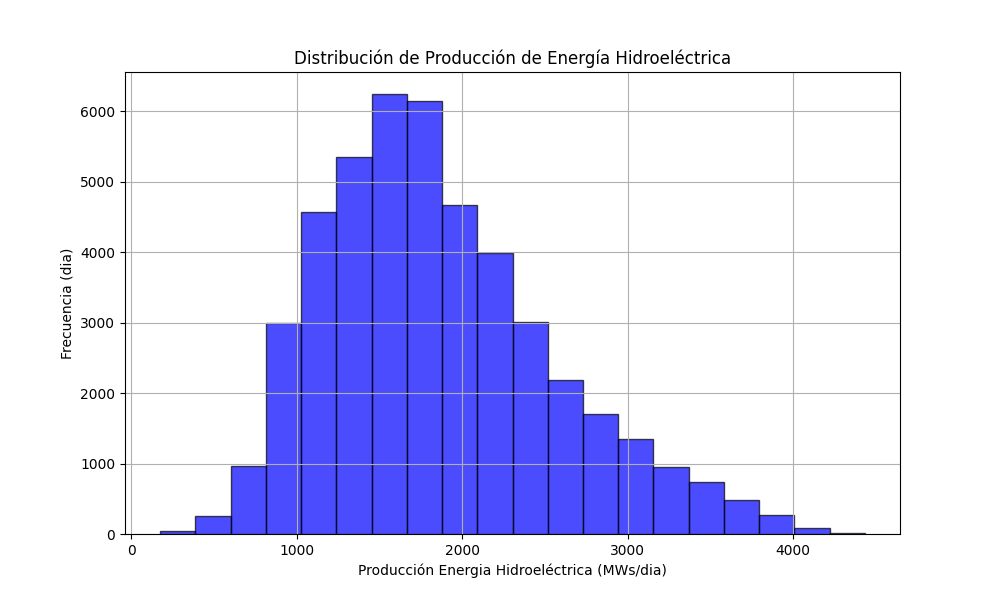 Distribución de Producción de Energía Hidroeléctrica
6000
5000
4000
3000
2000
1000
0
Frecuencia (dia)
0 1000 2000 3000 4000
Producción Energia Hidroeléctrica (MWs/dia)